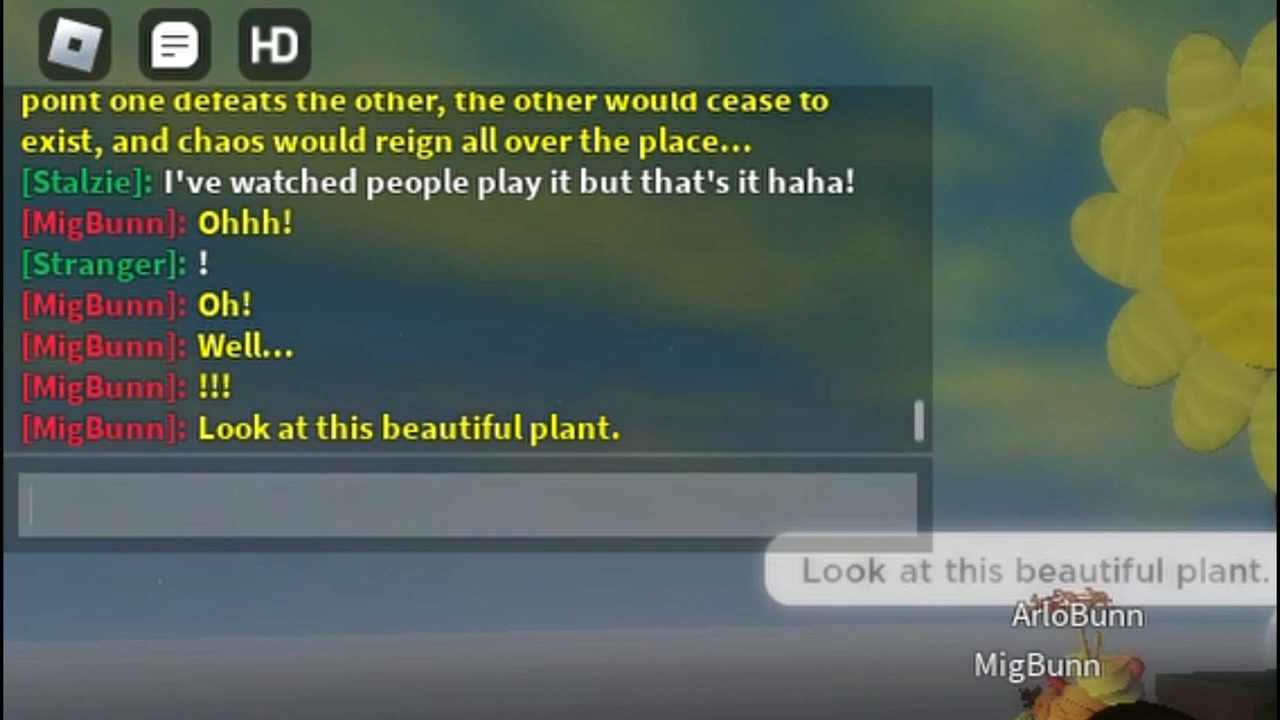 HD
point one defeats the other, the other would cease to
exist, and chaos would reign all over the place...
[Stalzie]: I've watched people play it but that's it haha!
[MigBunn]: Ohhh!
[Stranger]: !
[MigBunn]: Oh!
[MigBunn]: Well...
[MigBunn]: !!!
[MigBunn]: Look at this beautiful plant.
Look at this beautiful plant.
ArloBunn
MigBunn